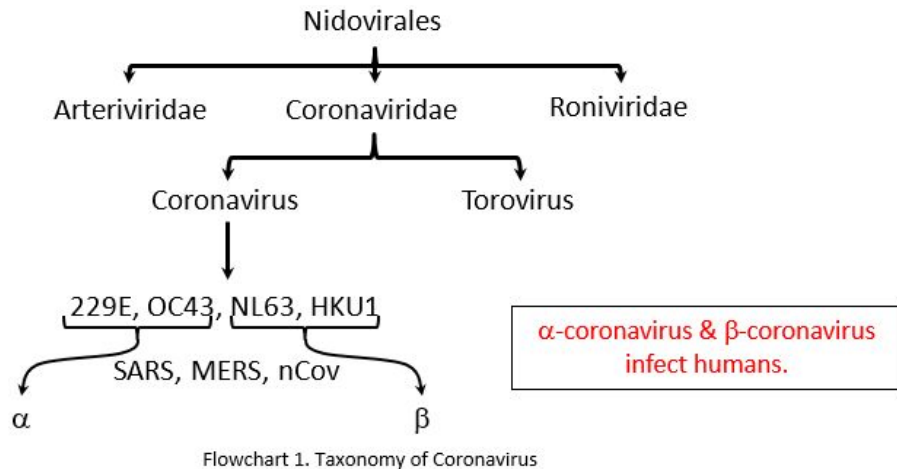 Nidovirales
Arteriviridae Coronaviridae Roniviridae
Coronavirus Torovirus
229E, OC43, NL63, HKU1
SARS, MERS, nCov
α β
α-coronavirus & β-coronavirus
infect humans.
Flowchart 1. Taxonomy of Coronavirus